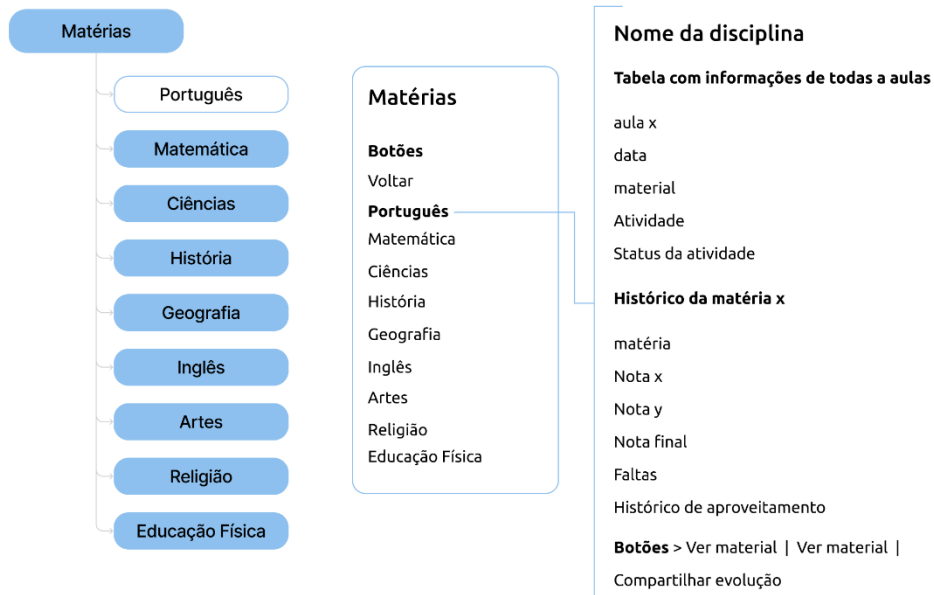 Matérias
Português
Matemática
Ciências
História
Geografia
Inglês
Artes
Religião
Educação Física
Matérias
Botões
Voltar
Português
Matemática
Ciências
História
Geografia
Inglês
Artes
Religião
Educação Física
Nome da disciplina
Tabela com informações de todas a aulas
aula x
data
material
Atividade
Status da atividade
Histórico da matéria x
matéria
Nota x
Nota y
Nota final
Faltas
Histórico de aproveitamento
Botões > Ver material | Ver material |
Compartilhar evolução